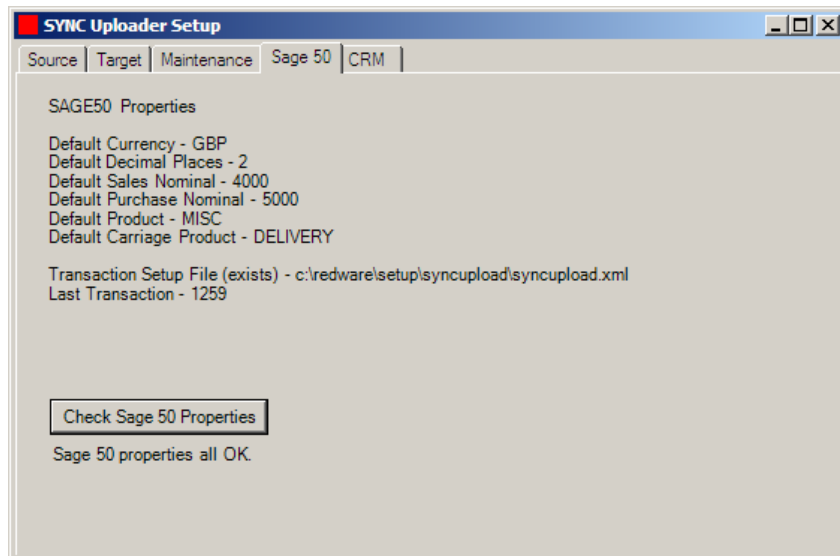 SYNC Uploader Setup
Source Target Maintenance Sage 50 CRM
SAGE50 Properties
Default Currency - GBP
Default Decimal Places - 2
Default Sales Nominal - 4000
Default Purchase Nominal - 5000
Default Product - MISC
Default Carriage Product - DELIVERY
Transaction Setup File (exists) - c:\redware\setup\syncupload\syncupload.xml
Last Transaction - 1259
Check Sage 50 Properties
Sage 50 properties all OK.